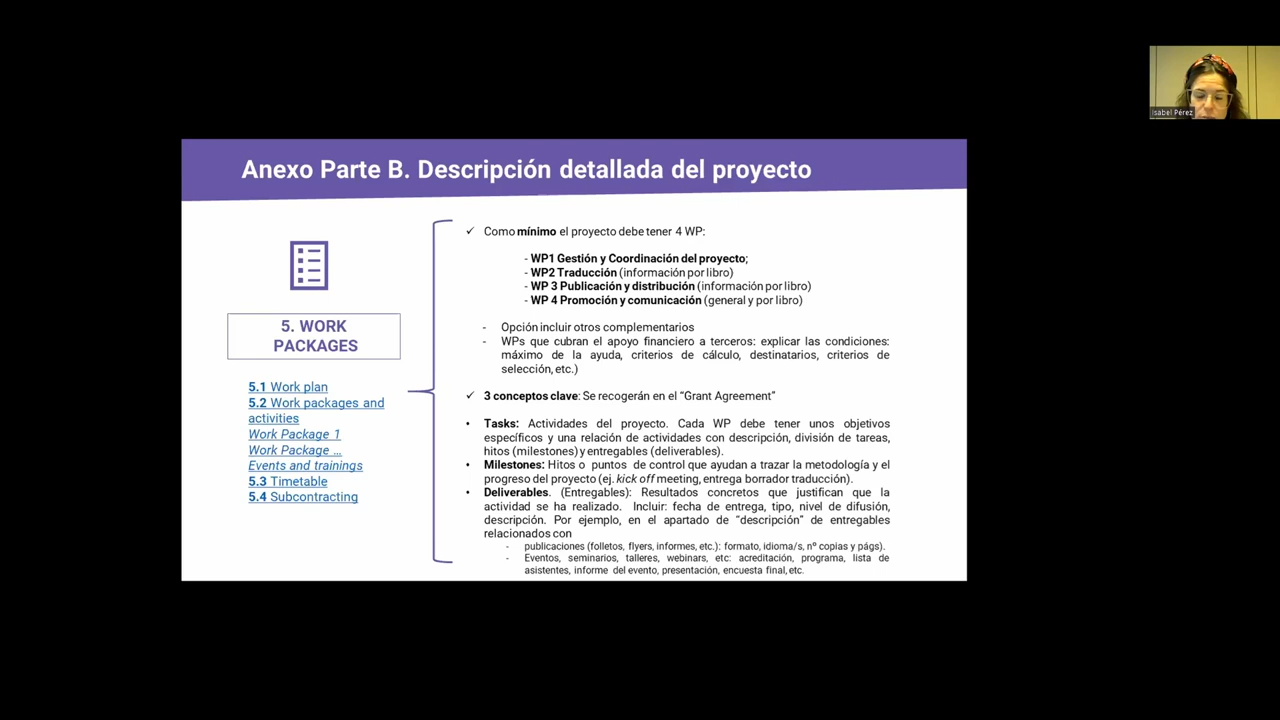 Isabel Pérez
Anexo Parte B. Descripción detallada del proyecto
5. WORK
PACKAGES
5.1 Work plan
5.2 Work packages and
activities
Work Package 1
Work Package …
Events and trainings
5.3 Timetable
5.4 Subcontracting
✓ Como mínimo el proyecto debe tener 4 WP:
- WP1 Gestión y Coordinación del proyecto;
- WP2 Traducción (información por libro)
- WP 3 Publicación y distribución (información por libro)
- WP 4 Promoción y comunicación (general y por libro)
- Opción incluir otros complementarios
- WPs que cubran el apoyo financiero a terceros: explicar las condiciones:
máximo de la ayuda, criterios de cálculo, destinatarios, criterios de
selección, etc.)
✓ 3 conceptos clave: Se recogerán en el “Grant Agreement”
• Tasks: Actividades del proyecto. Cada WP debe tener unos objetivos
específicos y una relación de actividades con descripción, división de tareas,
hitos (milestones) y entregables (deliverables).
• Milestones: Hitos o puntos de control que ayudan a trazar la metodología y el
progreso del proyecto (ej. kick off meeting, entrega borrador traducción).
• Deliverables. (Entregables): Resultados concretos que justifican que la
actividad se ha realizado. Incluir: fecha de entrega, tipo, nivel de difusión,
descripción. Por ejemplo, en el apartado de “descripción” de entregables
relacionados con
- publicaciones (folletos, flyers, informes, etc.): formato, idioma/s, nº copias y págs).
- Eventos, seminarios, talleres, webinars, etc: acreditación, programa, lista de
asistentes, informe del evento, presentación, encuesta final, etc.